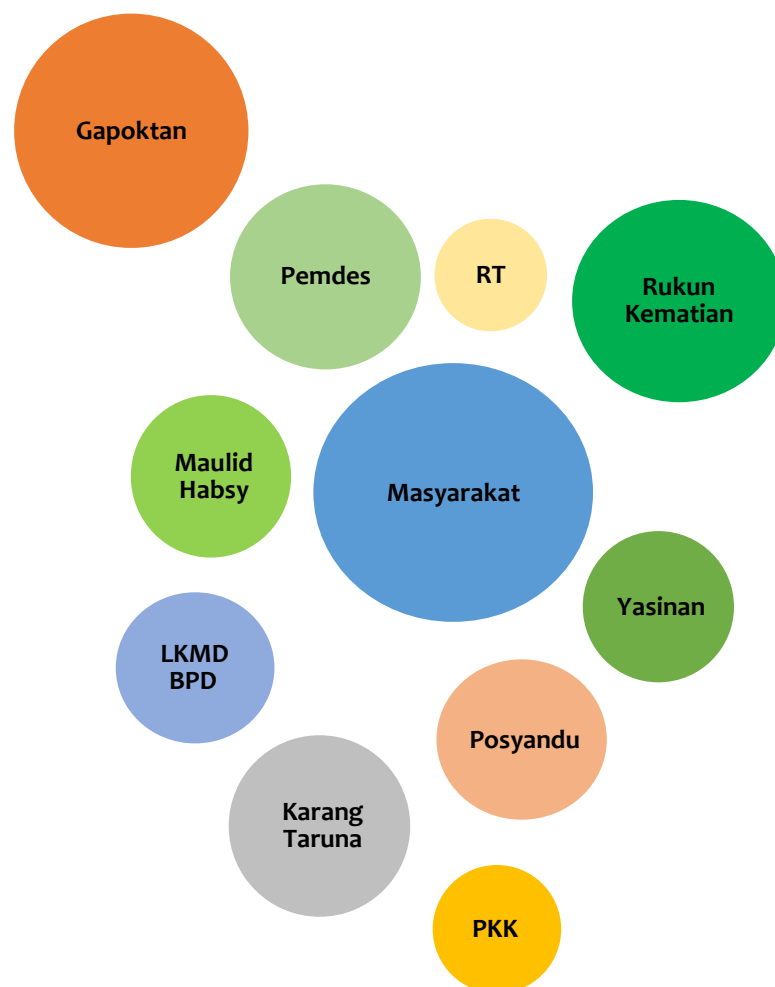 Gapoktan
Pemdes
RT
Rukun
Kematian
Maulid
Habsy
Masyarakat
Yasinan
LKMD
BPD
Posyandu
Karang
Taruna
PKK